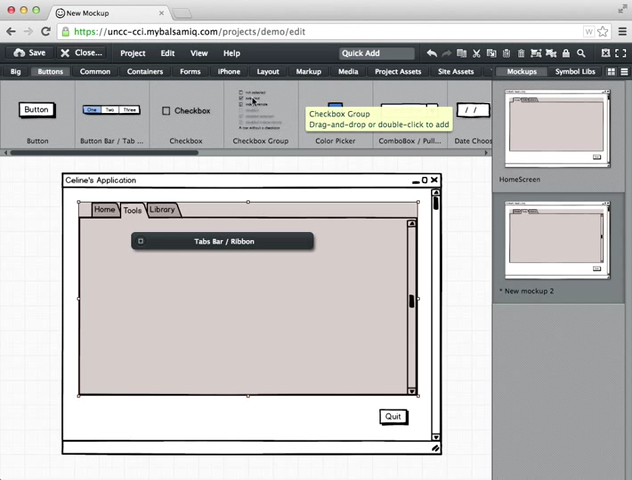 New Mockup
https://uncc-cci.mybalsamiq.com/projects/demo/edit
Save Close... Project Edit View Help Quick Add
Big Buttons Common Containers Forms iPhone Layout Markup Media Project Assets Site Assets Mockups Symbol Libs
Button
One Two Three
Checkbox
/ /
Checkbox Group
Drag-and-drop or double-click to add
Button
Button Bar / Tab ...
Checkbox
Checkbox Group
Color Picker
ComboBox / Pull...
Date Choos
HomeScreen
* New mockup 2
Celine's Application
Home Tools Library
Tabs Bar / Ribbon
Quit